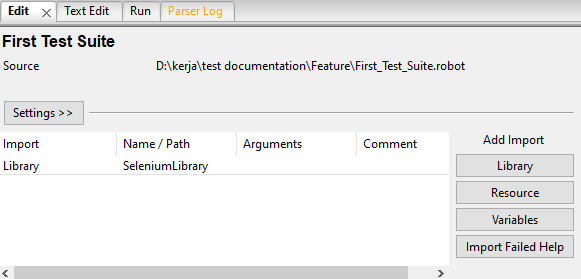 Edit Text Edit Run Parser Log
First Test Suite
Source D:\kerja\test documentation\Feature\First_Test_Suite.robot
Settings >>
Import Name / Path Arguments Comment Add Import
Library SeleniumLibrary Library
Resource
Variables
Import Failed Help